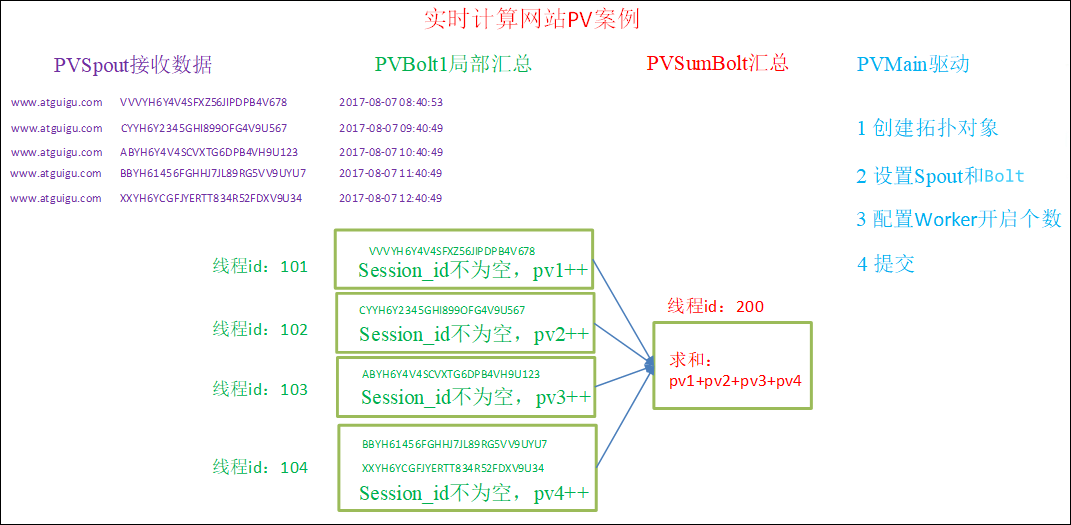 实时计算网站PV案例
PVSpout接收数据
PVBolt1局部汇总
PVSumBolt汇总
PVMain驱动
www.atguigu.com VVVYH6Y4V4SFXZ56JIPDPB4V678 2017-08-07 08:40:53
www.atguigu.com CYYH6Y2345GHI899OFG4V9U567 2017-08-07 09:40:49
www.atguigu.com ABYH6Y4V4SCVXTG6DPB4VH9U123 2017-08-07 10:40:49
www.atguigu.com BBYH61456FGHHJ7JL89RG5VV9UYU7 2017-08-07 11:40:49
www.atguigu.com XXYH6YCGFJYERTT834R52FDXV9U34 2017-08-07 12:40:49
1 创建拓扑对象
2 设置Spout和Bolt
3 配置Worker开启个数
4 提交
线程id：101
VVVYH6Y4V4SFXZ56JIPDPB4V678
Session_id不为空，pv1++
线程id：102
CYYH6Y2345GHI899OFG4V9U567
Session_id不为空，pv2++
线程id：103
ABYH6Y4V4SCVXTG6DPB4VH9U123
Session_id不为空，pv3++
线程id：104
BBYH61456FGHHJ7JL89RG5VV9UYU7
XXYH6YCGFJYERTT834R52FDXV9U34
Session_id不为空，pv4++
线程id：200
求和：
pv1+pv2+pv3+pv4